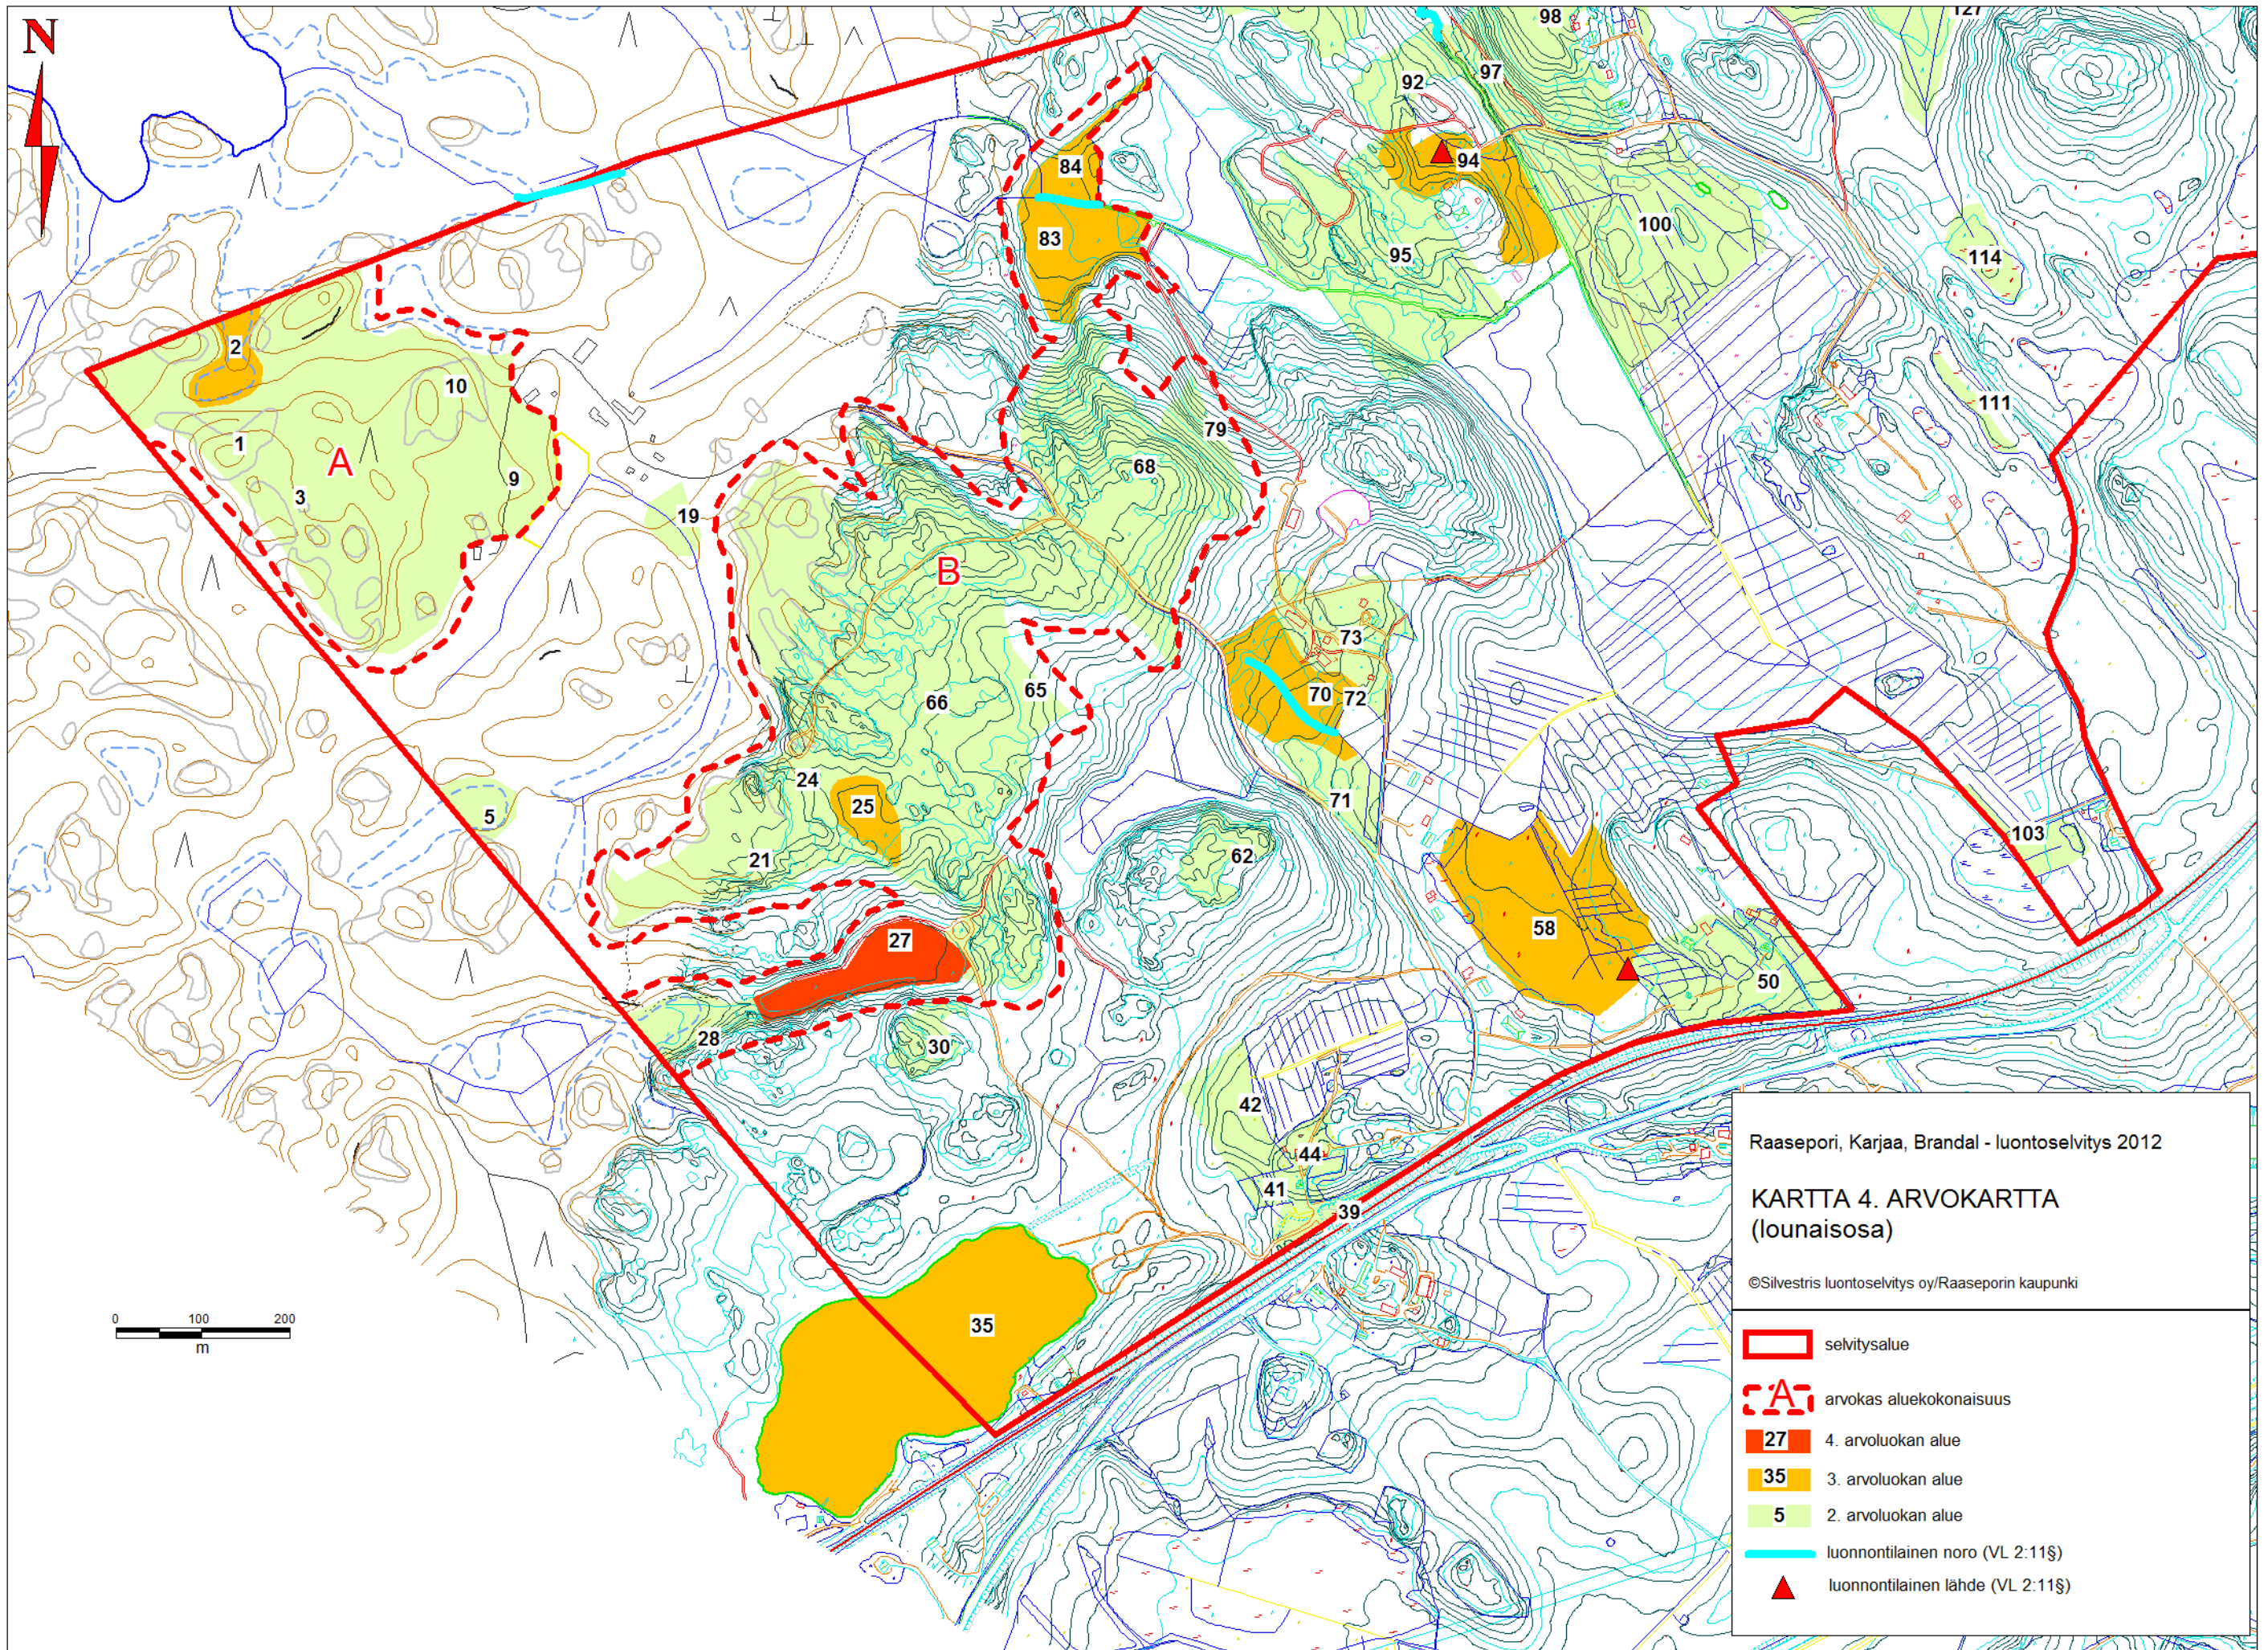 N
98
127
92
97
84
94
83
100
95
114
2
10
111
1
79
A
68
3
9
19
B
73
65
66
70
72
24
25
71
5
62
103
21
58
27
50
28
30
42
44
41
39
35
0 100 200
m
Raasepori, Karjaa, Brandal - luontoselvitys 2012
KARTTA 4. ARVOKARTTA
(lounaisosa)
©Silvestris luontoselvitys oy/Raaseporin kaupunki
selvitysalue
A arvokas aluekokonaisuus
27 4. arvoluokan alue
35 3. arvoluokan alue
5 2. arvoluokan alue
luonnontilainen noro (VL 2:11§)
luonnontilainen lähde (VL 2:11§)